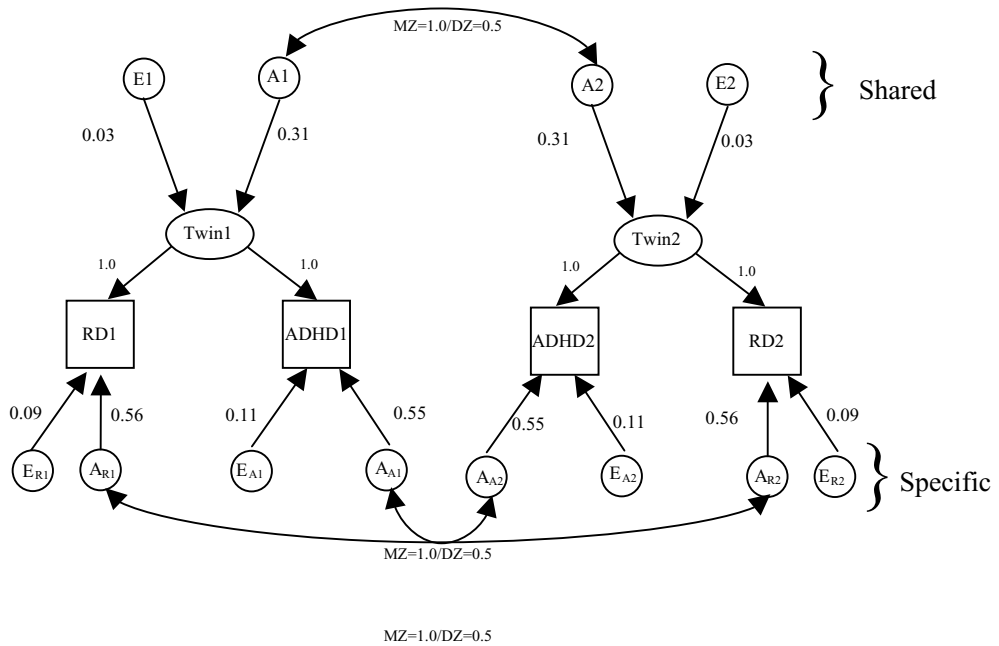 MZ=1.0/DZ=0.5
E1
A1
A2
E2
Shared
0.03
0.31
0.31
0.03
Twin1
Twin2
1.0
1.0
1.0
1.0
RD1
ADHD1
ADHD2
RD2
0.09
0.56
0.11
0.55
0.55
0.11
0.56
0.09
ER1
AR1
EA1
AA1
AA2
EA2
AR2
ER2
Specific
MZ=1.0/DZ=0.5
MZ=1.0/DZ=0.5